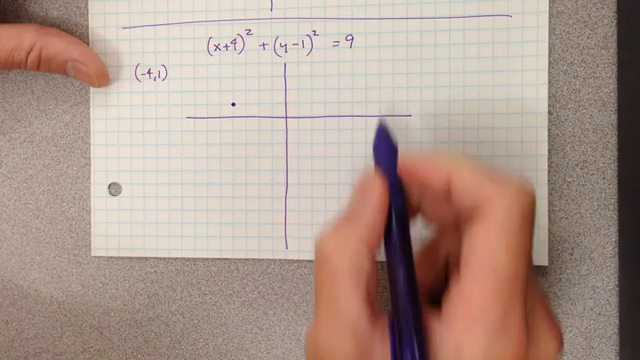 (x+4)² + (y-1)² = 9
(-4,1)